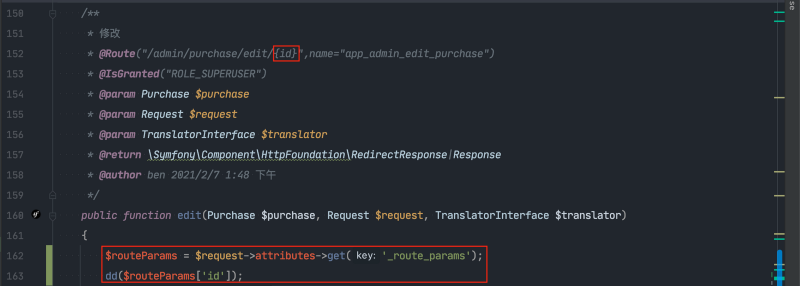 se
150 /**
151 * 修改
152 * @Route("/admin/purchase/edit/{id}",name="app_admin_edit_purchase")
153 * @IsGranted("ROLE_SUPERUSER")
154 * @param Purchase $purchase
155 * @param Request $request
156 * @param TranslatorInterface $translator
157 * @return \Symfony\Component\HttpFoundation\RedirectResponse|Response
158 * @author ben 2021/2/7 1:48 下午
159 */
160 public function edit(Purchase $purchase, Request $request, TranslatorInterface $translator)
161 {
162 $routeParams = $request->attributes->get( key: '_route_params');
163 dd($routeParams['id']);